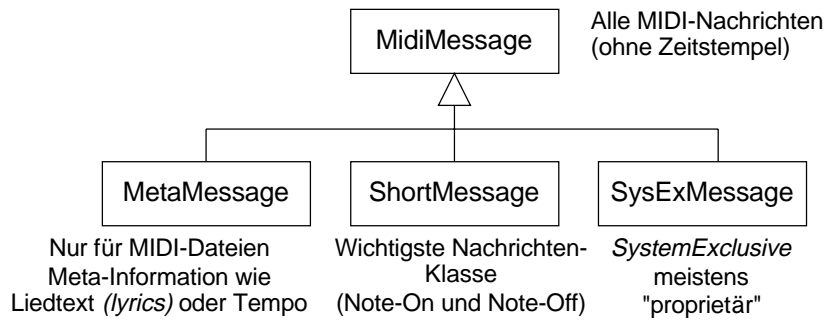 MidiMessage
Alle MIDI-Nachrichten
(ohne Zeitstempel)
MetaMessage
ShortMessage
SysExMessage
Nur für MIDI-Dateien
Meta-Information wie
Liedtext (lyrics) oder Tempo
Wichtigste Nachrichten-
Klasse
(Note-On und Note-Off)
SystemExclusive
meistens
"proprietär"